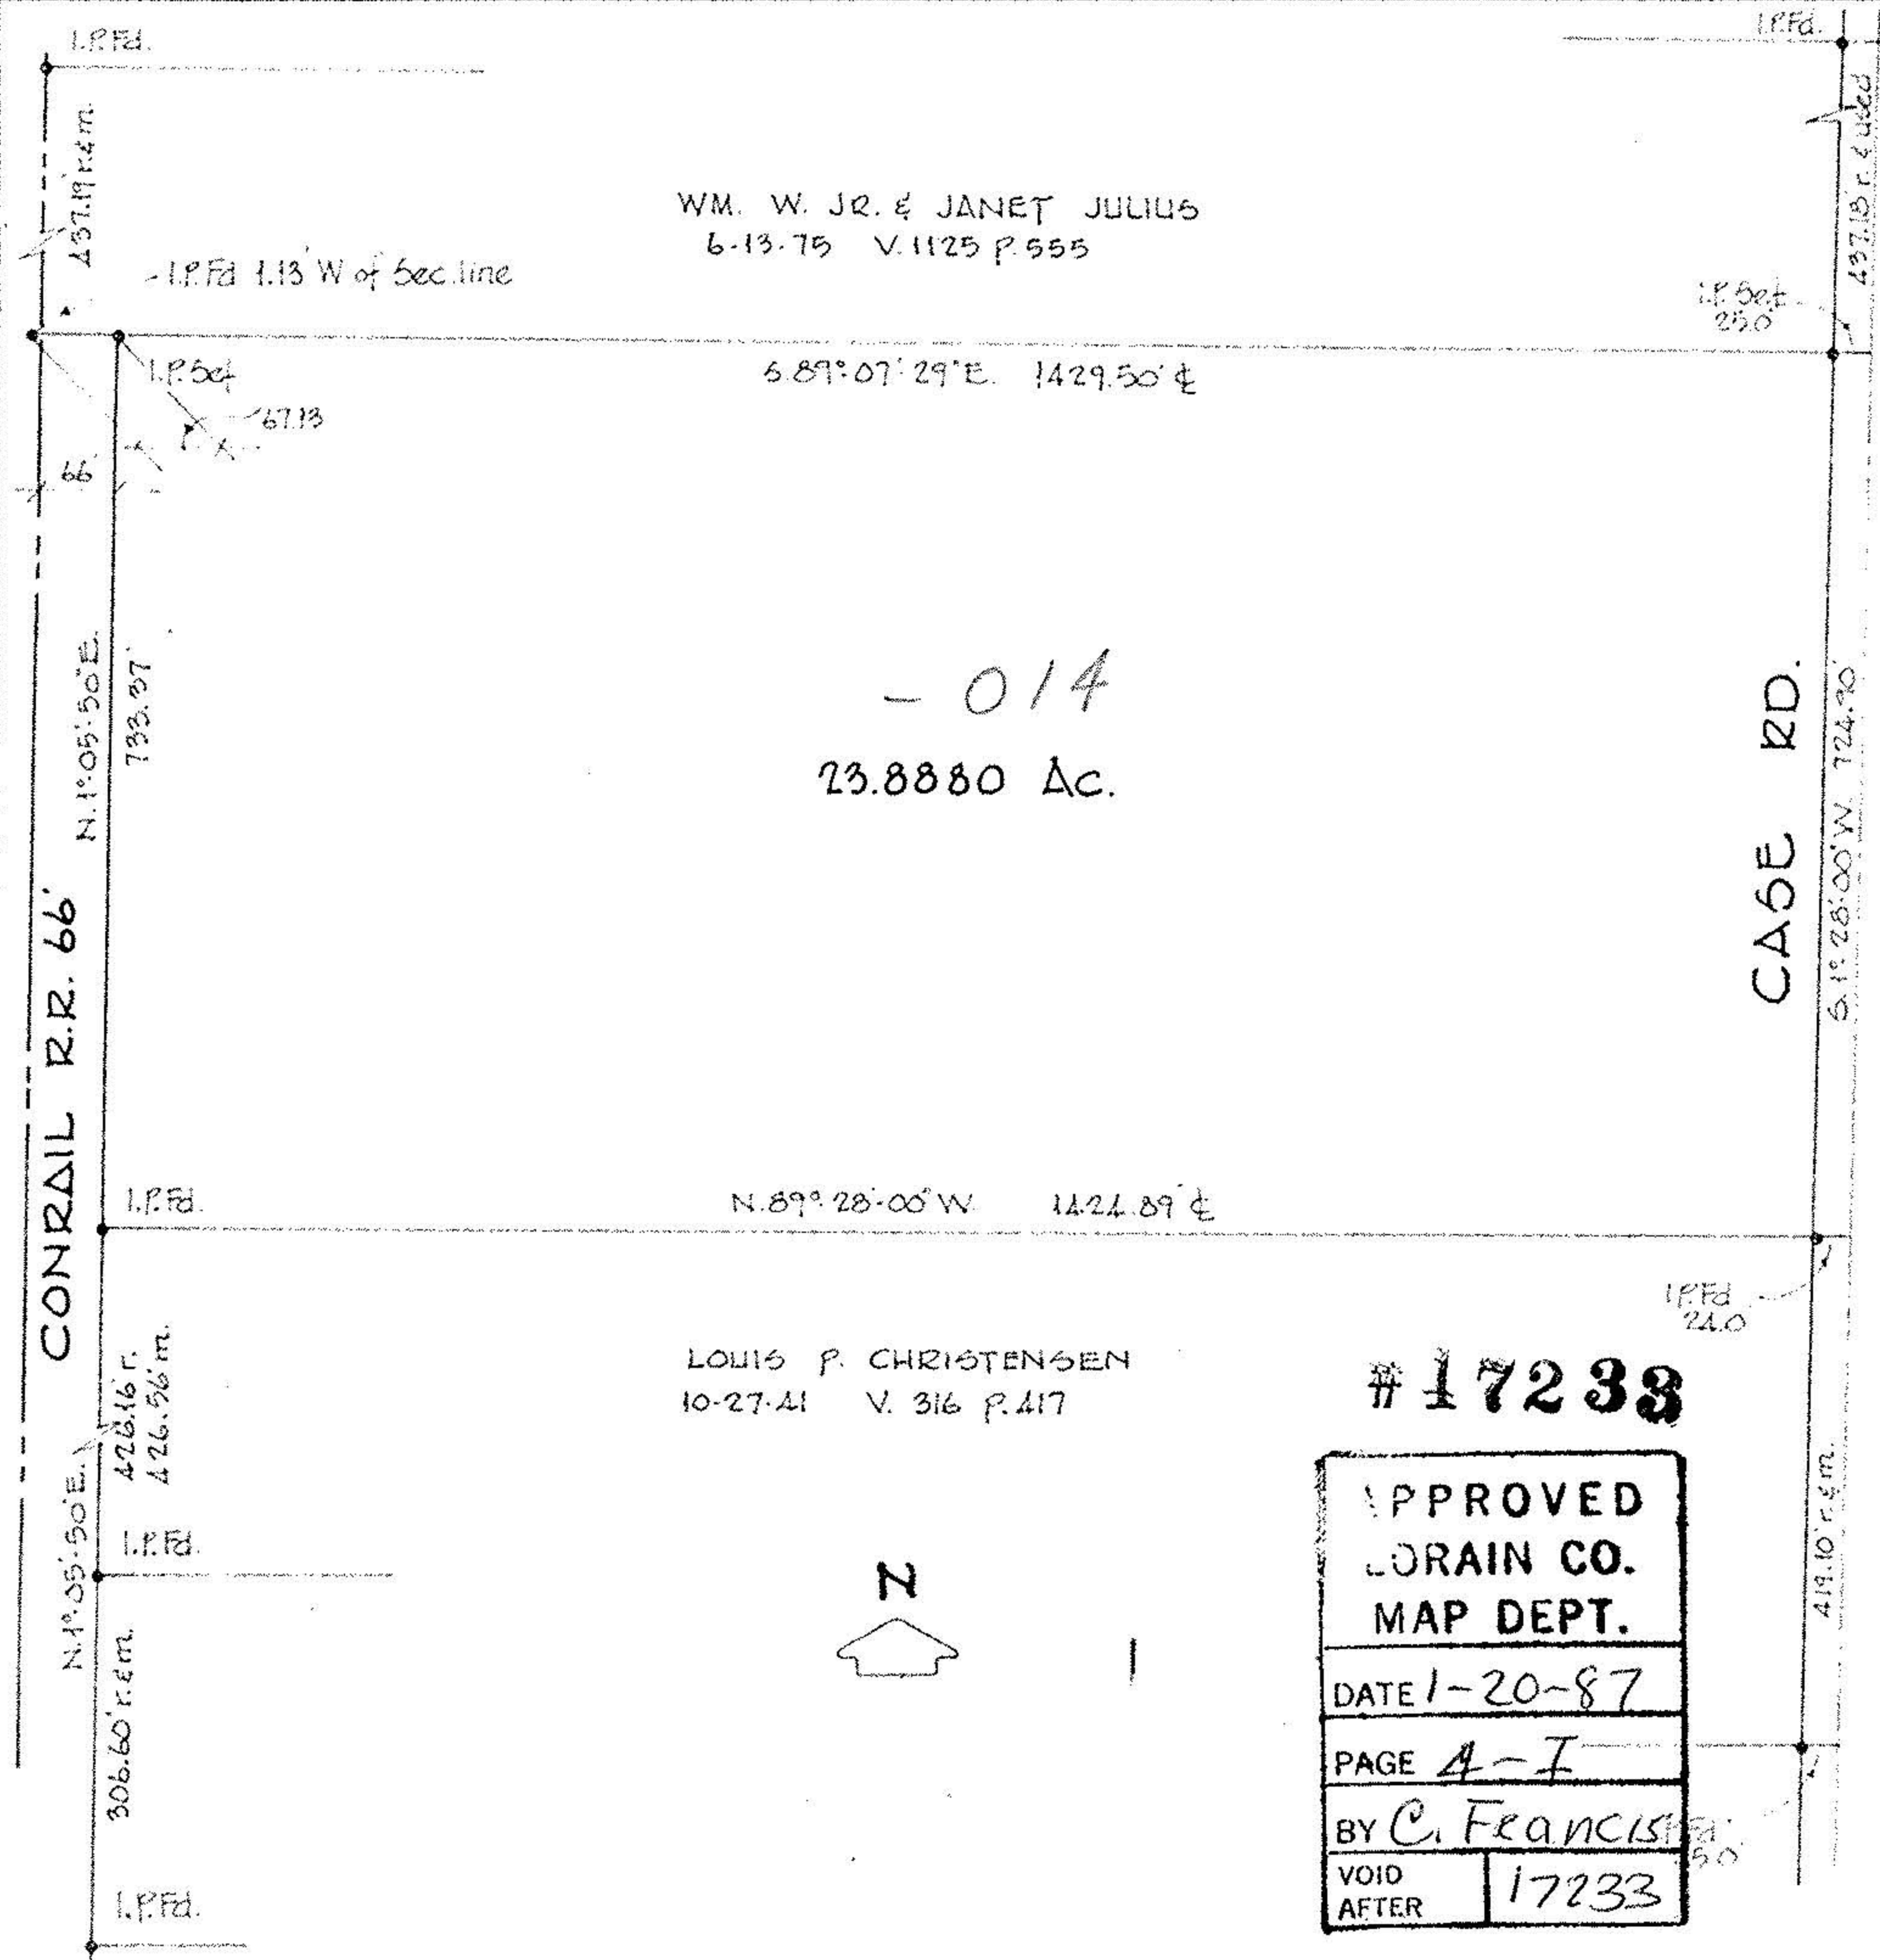 I.P.Fd.
I.P.Fd.
437.19' r.&m.
437.18' r. & used
WM. W. JR. & JANET JULIUS
6-13-75 V.1125 P.555
I.P.Fd 1.13' W of Sec. line
I.P. Set
25.0'
I.P. Set
S.89°07'29"E. 1429.50' ℄
67.13
66'
N.1°05'50"E.
733.37'
- 014
23.8880 Ac.
CASE RD.
S.1°28'00"W. 724.90'
CONRAIL R.R. 66'
I.P.Fd.
N.89°28'00"W. 1424.89' ℄
I.P.Fd
24.0
LOUIS P. CHRISTENSEN
10-27-41 V. 316 P.417
#17233
426.16' r.
426.56' m.
N.1°05'50"E.
I.P.Fd.
419.10' r.&m.
APPROVED
LORAIN CO.
MAP DEPT.
N
DATE 1-20-87
306.60' r.&m.
PAGE 4-I
BY C. Francis
VOID
AFTER 17233
I.P.Fd.